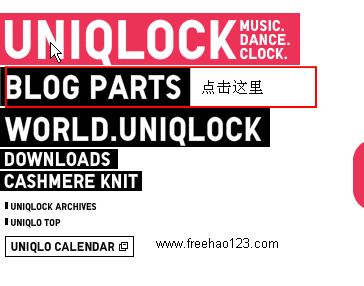 UNIQLOCK MUSIC.
DANCE.
CLOCK.
BLOG PARTS 点击这里
WORLD.UNIQLOCK
DOWNLOADS
CASHMERE KNIT
UNIQLOCK ARCHIVES
UNIQLO TOP
UNIQLO CALENDAR www.freehao123.com